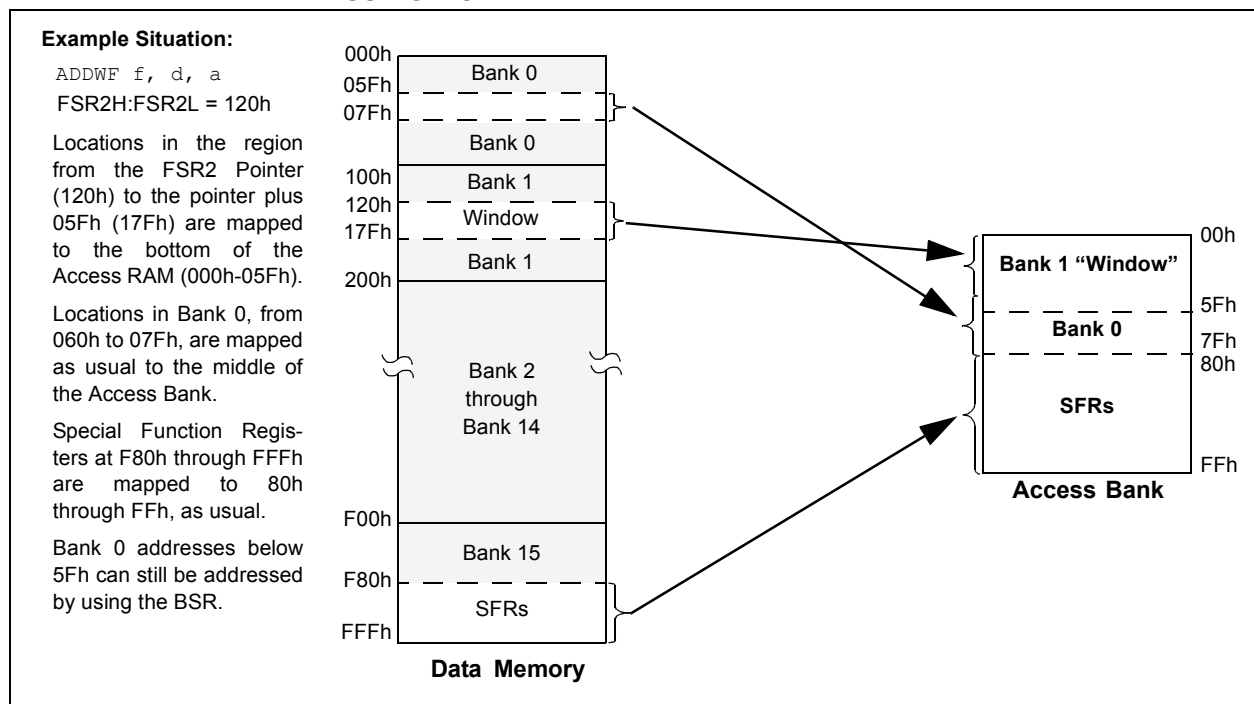 Example Situation:
ADDWF f, d, a
FSR2H:FSR2L = 120h
Locations in the region
from the FSR2 Pointer
(120h) to the pointer plus
05Fh (17Fh) are mapped
to the bottom of the
Access RAM (000h-05Fh).
Locations in Bank 0, from
060h to 07Fh, are mapped
as usual to the middle of
the Access Bank.
Special Function Regis-
ters at F80h through FFFh
are mapped to 80h
through FFh, as usual.
Bank 0 addresses below
5Fh can still be addressed
by using the BSR.
000h
05Fh
07Fh
100h
120h
17Fh
200h
F00h
F80h
FFFh
Bank 0
Bank 0
Bank 1
Window
Bank 1
Bank 2
through
Bank 14
Bank 15
SFRs
Data Memory
Bank 1 "Window"
Bank 0
SFRs
00h
5Fh
7Fh
80h
FFh
Access Bank